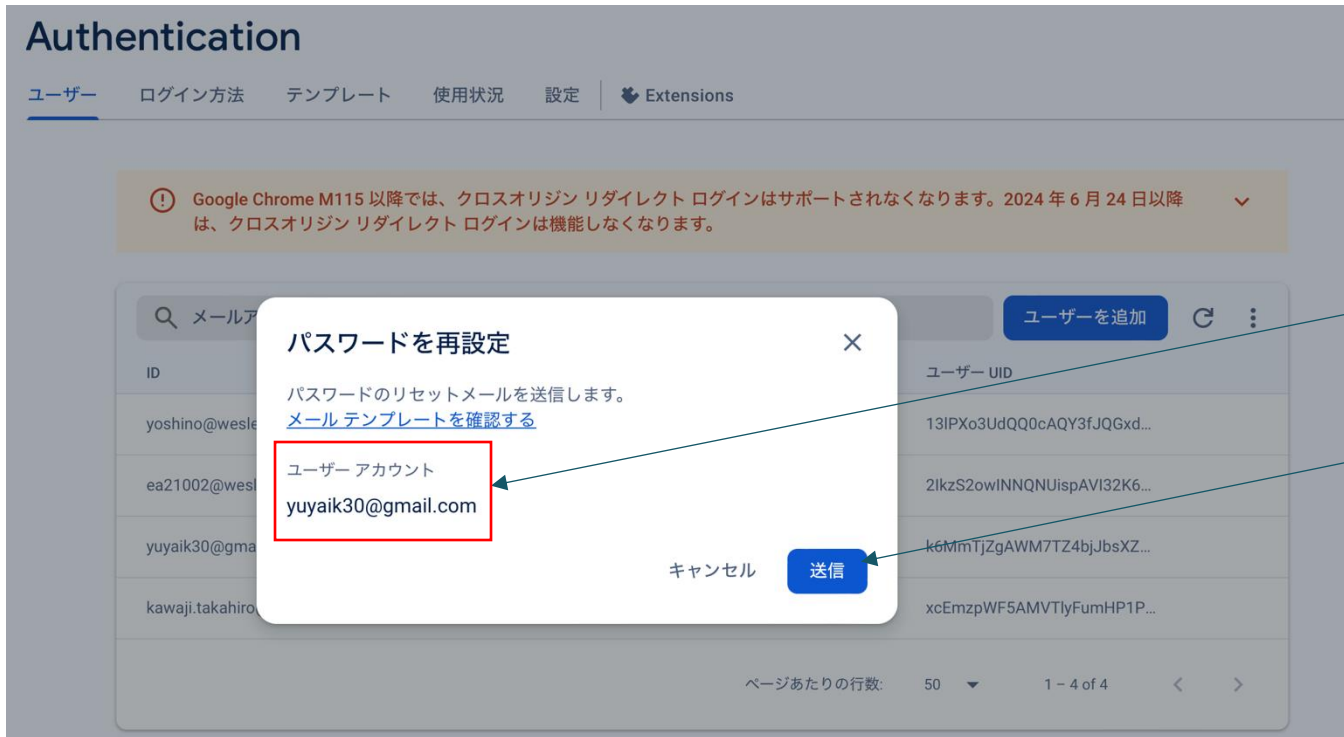 Authentication
ユーザー ログイン方法 テンプレート 使用状況 設定 Extensions
Google Chrome M115 以降では、クロスオリジン リダイレクト ログインはサポートされなくなります。2024 年 6 月 24 日以降
は、クロスオリジン リダイレクト ログインは機能しなくなります。
メールア ユーザーを追加
パスワードを再設定
ID ユーザー UID
パスワードのリセットメールを送信します。
メール テンプレートを確認する
yoshino@wesle 13lPXo3UdQQ0cAQY3fJQGxd...
ユーザー アカウント
ea21002@wesl 2IkzS2owINNQNUispAVI32K6...
yuyaik30@gmail.com
yuyaik30@gma k6MmTjZgAWM7TZ4bjJbsXZ...
キャンセル 送信
kawaji.takahiro xcEmzpWF5AMVTlyFumHP1P...
ページあたりの行数: 50 1 – 4 of 4